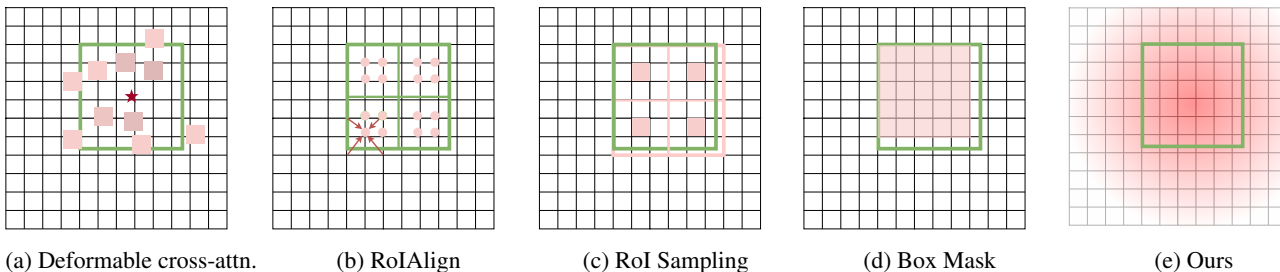 (a) Deformable cross-attn.
(b) RoIAlign
(c) RoI Sampling
(d) Box Mask
(e) Ours